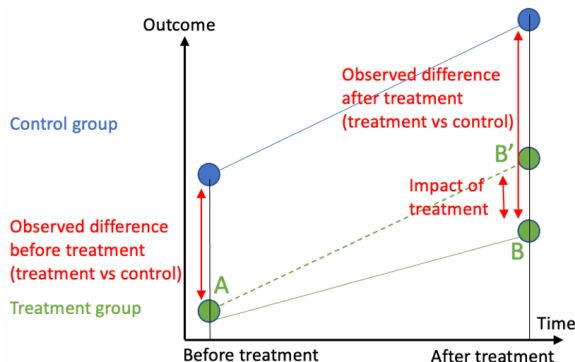 Outcome
Observed difference
after treatment
(treatment vs control)
Control group
B'
Impact of
treatment
Observed difference
before treatment
(treatment vs control)
A
B
Treatment group
Time
Before treatment
After treatment